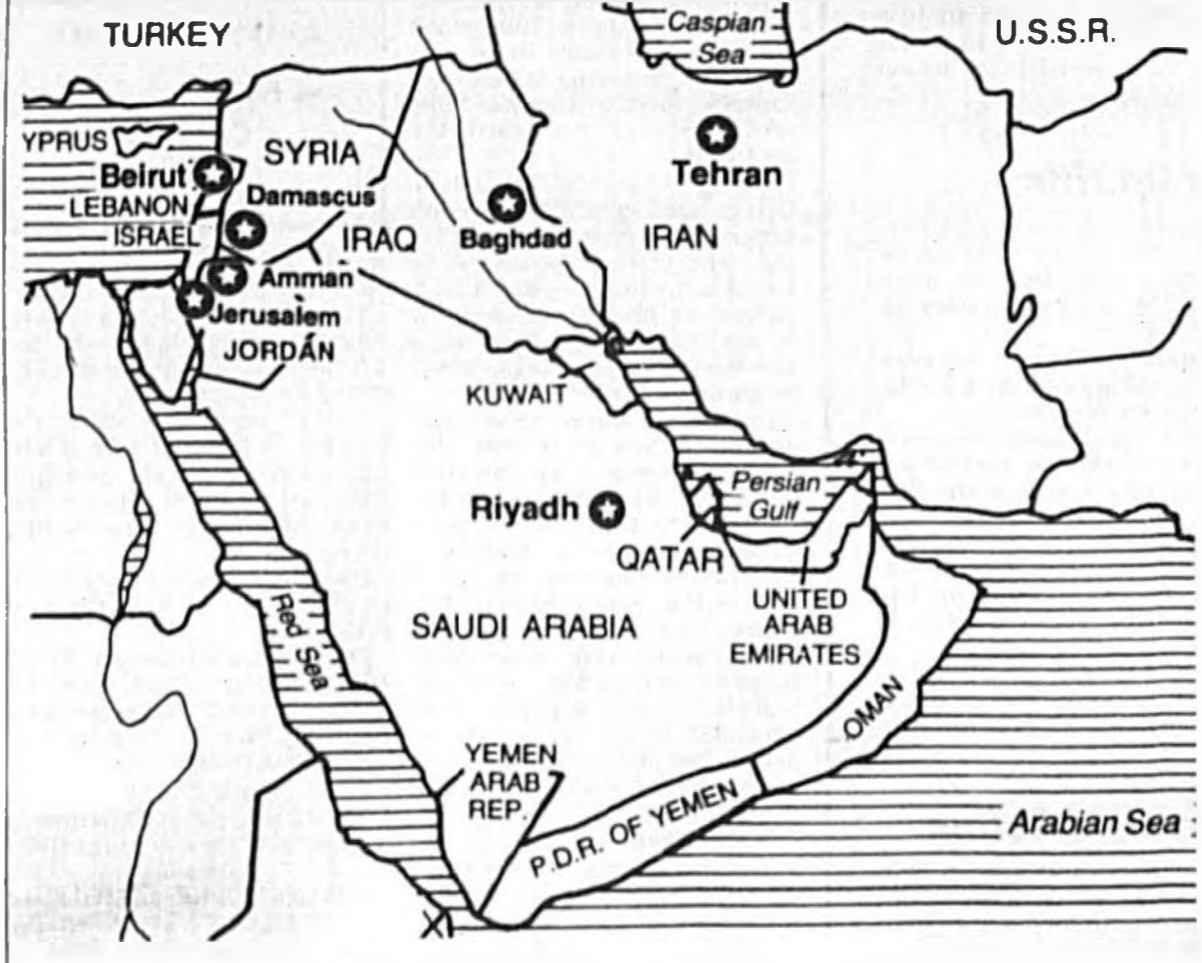 TURKEY
Caspian
Sea
U.S.S.R.
YPRUS
SYRIA
Beirut
Damascus
LEBANON
ISRAEL
IRAQ
Baghdad
Tehran
IRAN
Amman
Jerusalem
JORDAN
KUWAIT
Persian
Gulf
Riyadh
QATAR
UNITED
ARAB
EMIRATES
SAUDI ARABIA
Red Sea
OMAN
YEMEN
ARAB
REP.
P.D.R. OF YEMEN
Arabian Sea